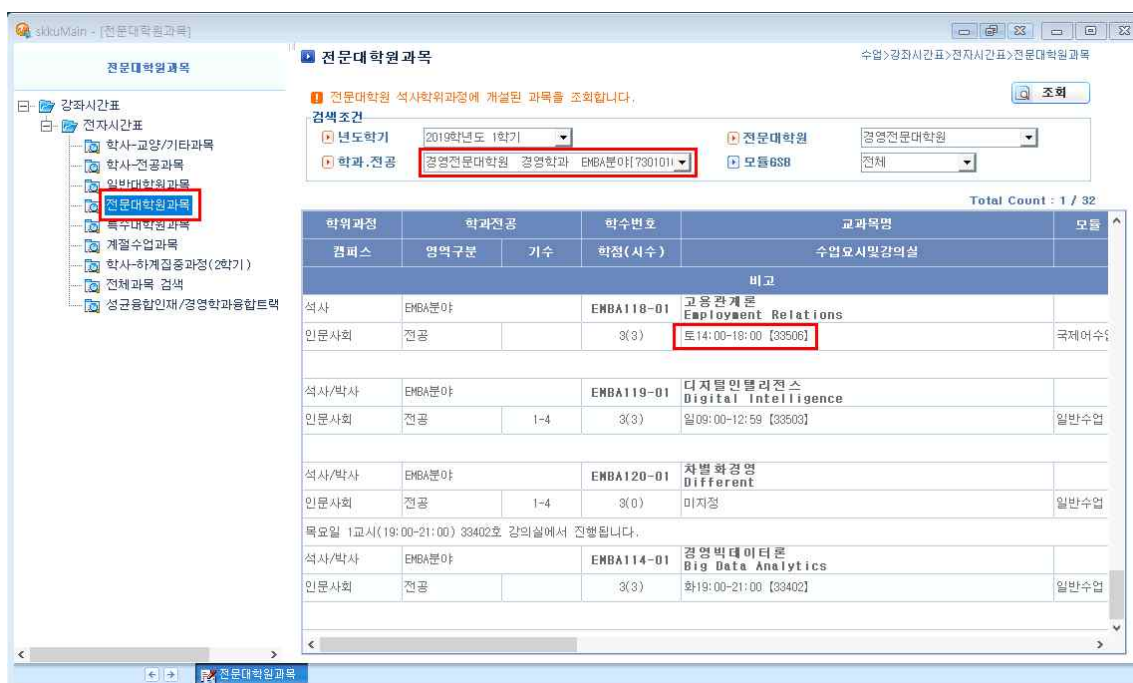 skkuMain - [전문대학원과목]
전문대학원과목
강좌시간표
전자시간표
학사-교양/기타과목
학사-전공과목
일반대학원과목
전문대학원과목
특수대학원과목
계절수업과목
학사-하계집중과정(2학기)
전체과목 검색
성균융합인재/경영학과융합트랙
전문대학원과목
수업>강좌시간표>전자시간표>전문대학원과목
전문대학원 석사학위과정에 개설된 과목을 조회합니다.
조회
검색조건
년도학기 2019학년도 1학기 전문대학원 경영전문대학원
학과.전공 경영전문대학원 경영학과 EMBA분야[730101 모듈GSB 전체
Total Count : 1 / 32
학위과정 학과전공 학수번호 교과목명 모듈
캠퍼스 영역구분 기수 학점(시수) 수업요시및강의실
비고
석사 EMBA분야 EMBA118-01 고용관계론
Employment Relations
인문사회 전공 3(3) 토14:00-18:00 【33506】 국제어수업
석사/박사 EMBA분야 EMBA119-01 디지털인텔리전스
Digital Intelligence
인문사회 전공 1-4 3(3) 일09:00-12:59 【33503】 일반수업
석사/박사 EMBA분야 EMBA120-01 차별화경영
Different
인문사회 전공 1-4 3(0) 미지정 일반수업
목요일 1교시(19:00-21:00) 33402호 강의실에서 진행됩니다.
석사/박사 EMBA분야 EMBA114-01 경영빅데이터론
Big Data Analytics
인문사회 전공 3(3) 화19:00-21:00 【33402】 일반수업
전문대학원과목